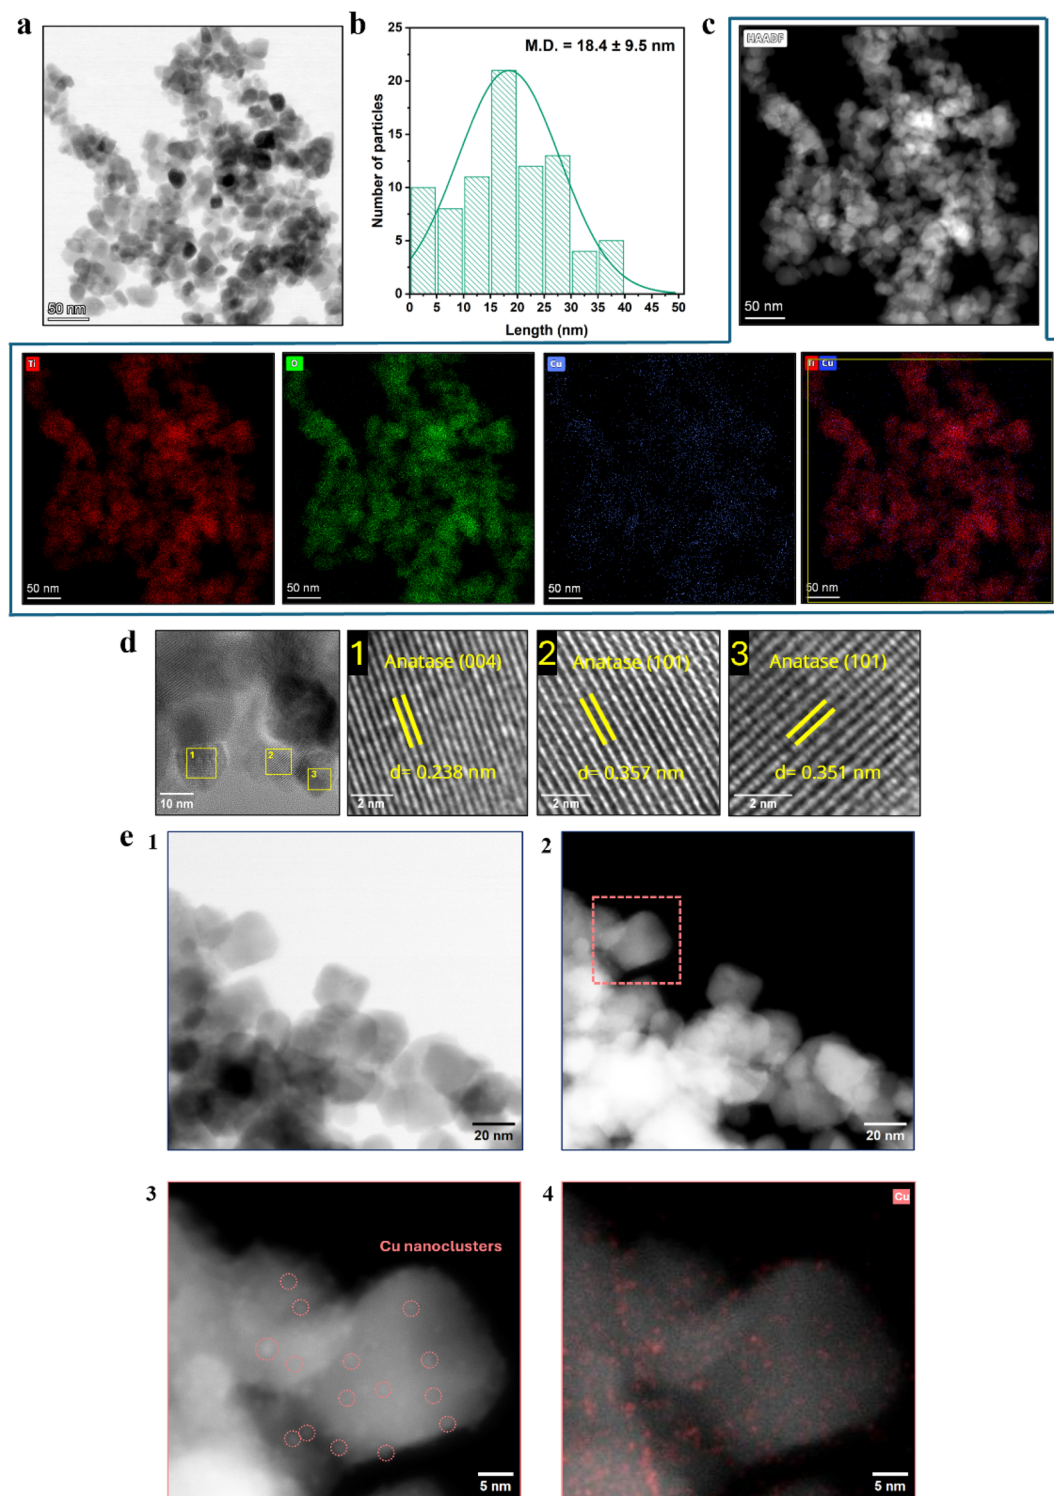 a
50 nm
b
M.D. = 18.4 ± 9.5 nm
Number of particles
25
20
15
10
5
0
0 5 10 15 20 25 30 35 40 45 50
Length (nm)
c
HAADF
50 nm
Ti
50 nm
O
50 nm
Cu
50 nm
Ti Cu
50 nm
d
1
2
3
10 nm
1
Anatase (004)
d= 0.238 nm
2 nm
2
Anatase (101)
d= 0.357 nm
2 nm
3
Anatase (101)
d= 0.351 nm
2 nm
e
1
20 nm
2
20 nm
3
Cu nanoclusters
5 nm
4
Cu
5 nm